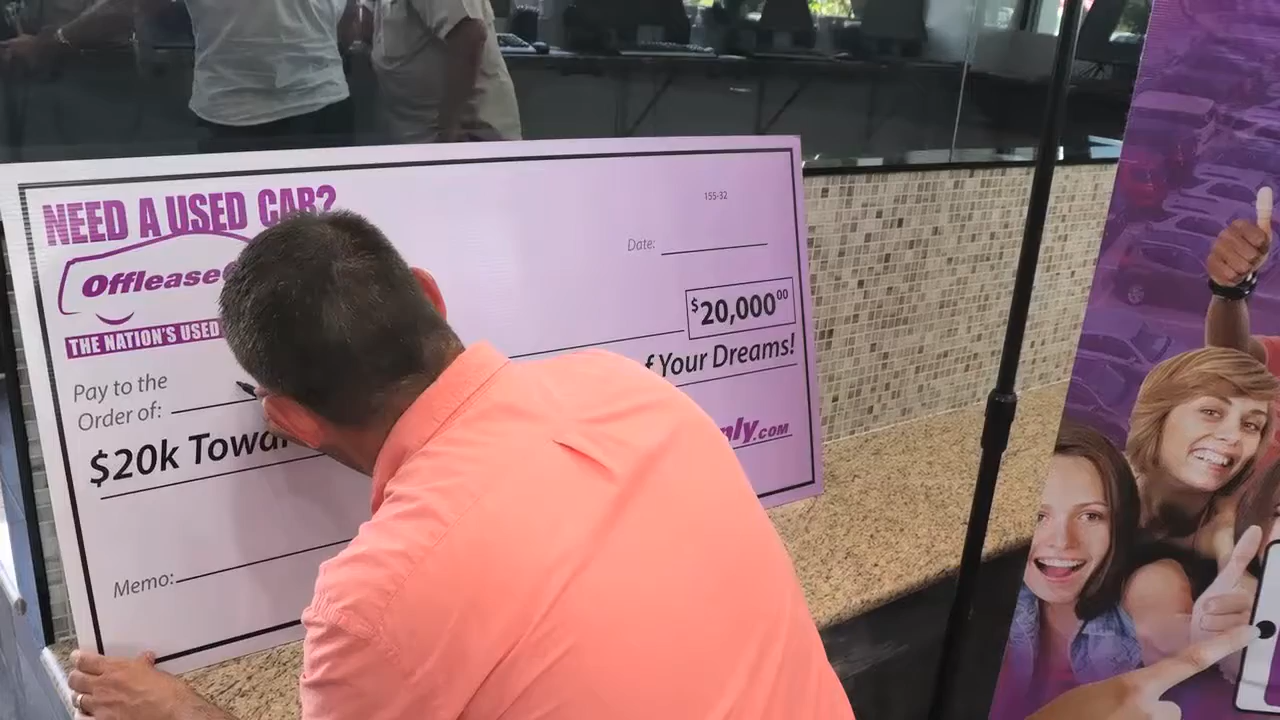 NEED A USED CAR?
155-32
Date:
Offlease
THE NATION'S USED
$20,000⁰⁰
Pay to the
Order of:
$20k Towar
f Your Dreams!
nly.com
Memo: